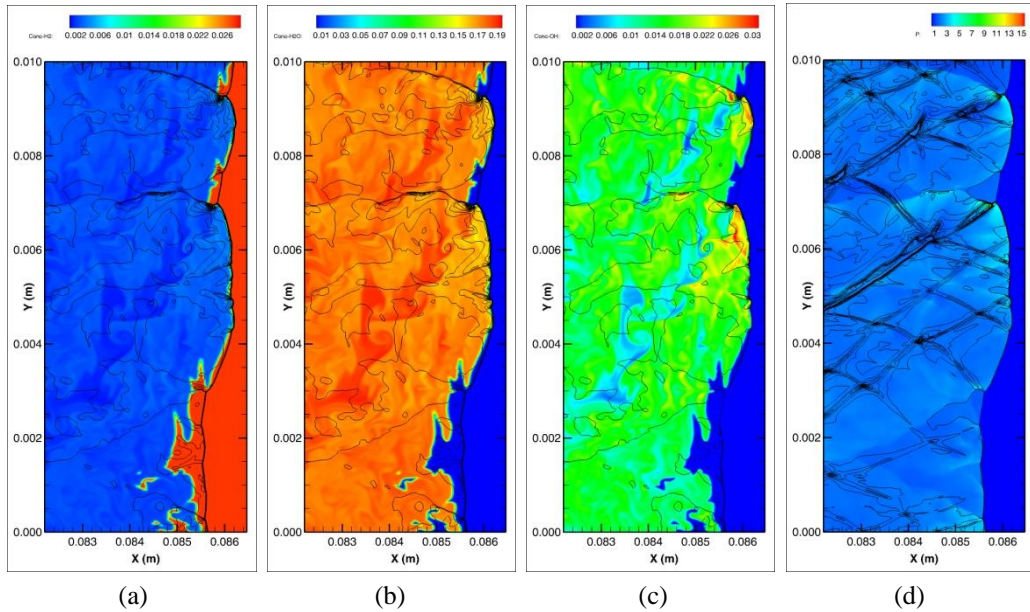 Conc-H2: 0.002 0.006 0.01 0.014 0.018 0.022 0.026
0.010
0.008
0.006
0.004
0.002
0.000
Y (m)
0.083 0.084 0.085 0.086
X (m)
(a)
Conc-H2O: 0.01 0.03 0.05 0.07 0.09 0.11 0.13 0.15 0.17 0.19
0.010
0.008
0.006
0.004
0.002
0.000
Y (m)
0.083 0.084 0.085 0.086
X (m)
(b)
Conc-OH: 0.002 0.006 0.01 0.014 0.018 0.022 0.026 0.03
0.010
0.008
0.006
0.004
0.002
0.000
Y (m)
0.083 0.084 0.085 0.086
X (m)
(c)
P: 1 3 5 7 9 11 13 15
0.010
0.008
0.006
0.004
0.002
0.000
Y (m)
0.083 0.084 0.085 0.086
X (m)
(d)